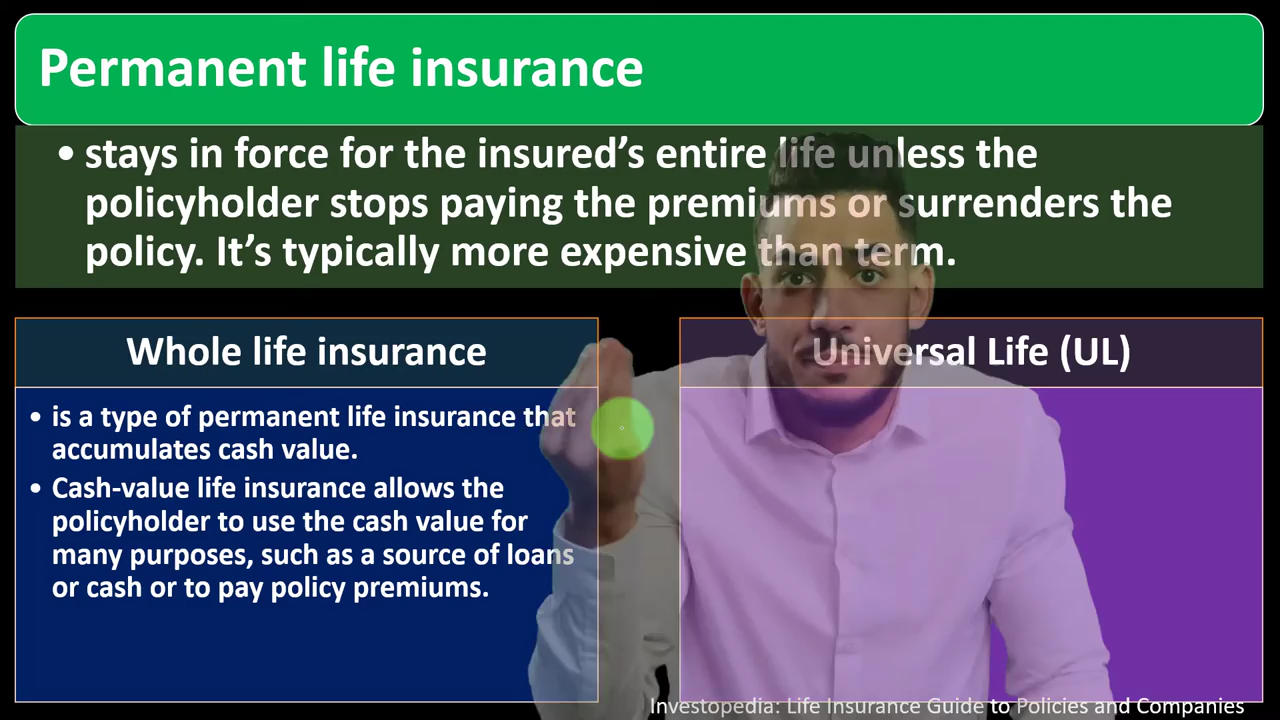 Permanent life insurance
• stays in force for the insured’s entire life unless the
policyholder stops paying the premiums or surrenders the
policy. It’s typically more expensive than term.
Whole life insurance
• is a type of permanent life insurance that
accumulates cash value.
• Cash-value life insurance allows the
policyholder to use the cash value for
many purposes, such as a source of loans
or cash or to pay policy premiums.
Universal Life (UL)
Investopedia: Life Insurance Guide to Policies and Companies